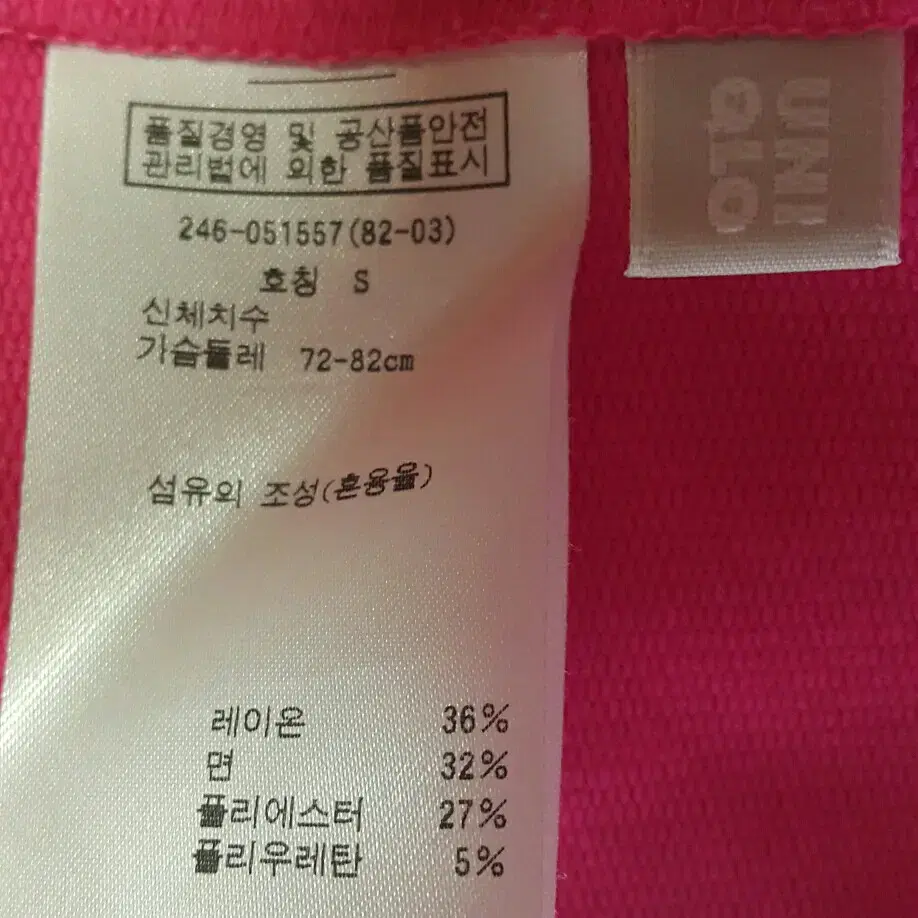 품질경영 및 공산품안전
관리법에 의한 품질표시
246-051557(82-03)
호칭 S
신체치수
가슴둘레 72-82cm
섬유의 조성(혼용율)
레이온 36%
면 32%
폴리에스터 27%
폴리우레탄 5%
UNI
QLO